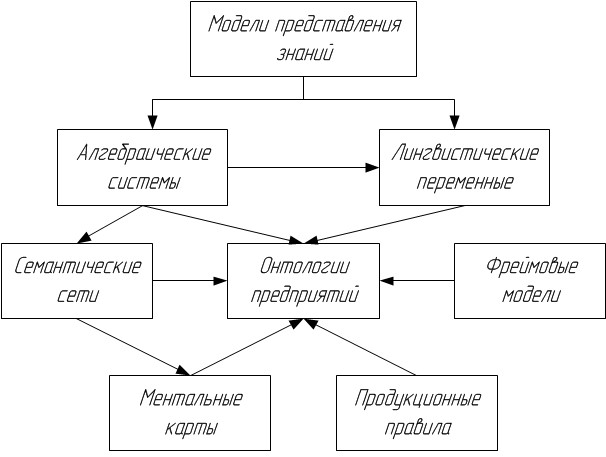 Модели представления
знаний
Алгебраические
системы
Лингвистические
переменные
Семантические
сети
Онтологии
предприятий
Фреймовые
модели
Ментальные
карты
Продукционные
правила